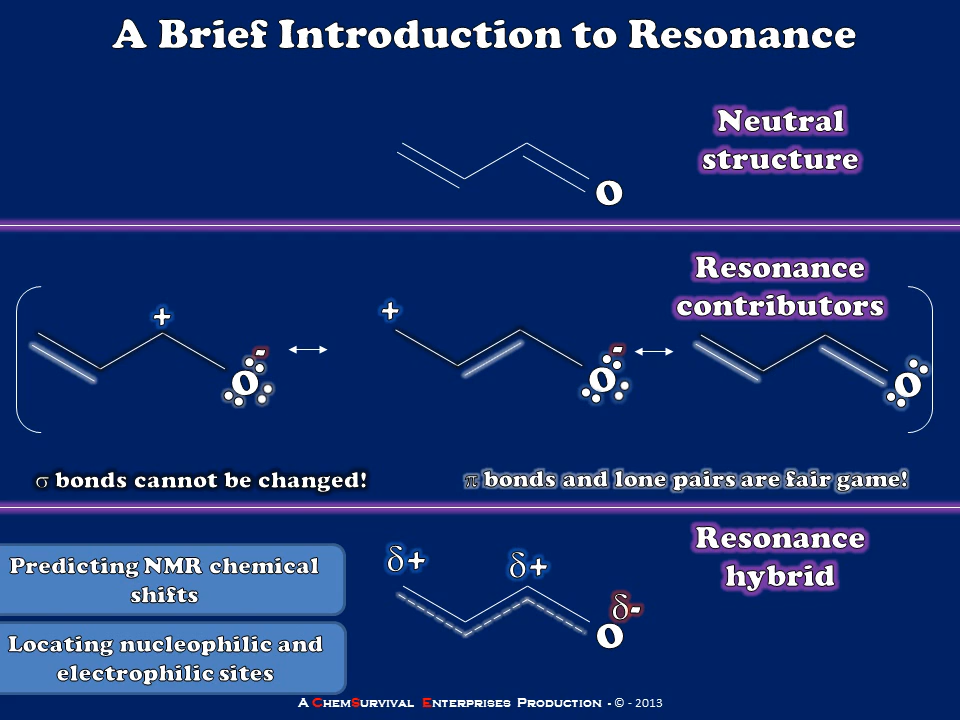 A Brief Introduction to Resonance
Neutral
structure
O
Resonance
contributors
+
+
O -
O -
O
σ bonds cannot be changed!
π bonds and lone pairs are fair game!
Resonance
hybrid
Predicting NMR chemical
shifts
δ+
δ+
δ-
O
Locating nucleophilic and
electrophilic sites
A ChemSurvival Enterprises Production - © - 2013